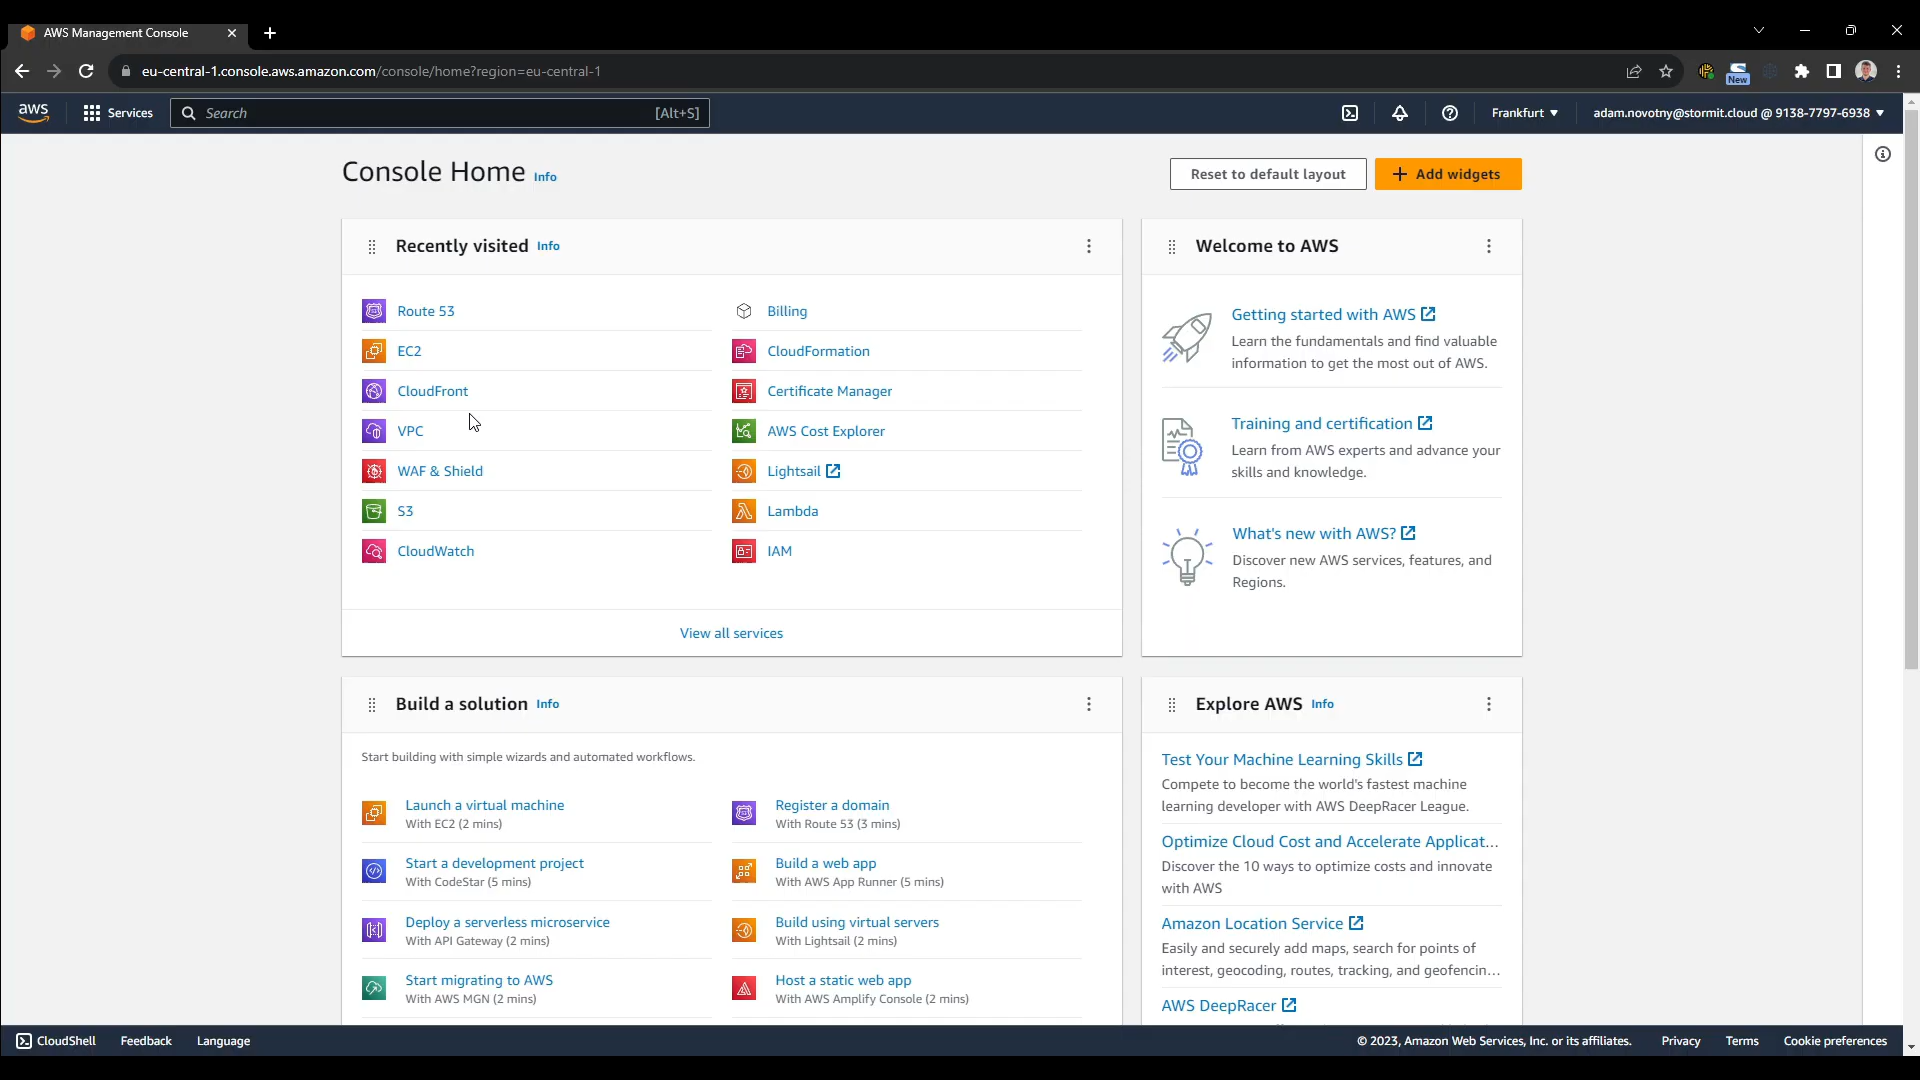 AWS Management Console
eu-central-1.console.aws.amazon.com/console/home?region=eu-central-1
New
aws
Services
Search
[Alt+S]
Frankfurt
adam.novotny@stormit.cloud @ 9138-7797-6938
Console Home Info
Reset to default layout
Add widgets
Recently visited Info
Route 53
EC2
CloudFront
VPC
WAF & Shield
S3
CloudWatch
Billing
CloudFormation
Certificate Manager
AWS Cost Explorer
Lightsail
Lambda
IAM
View all services
Welcome to AWS
Getting started with AWS
Learn the fundamentals and find valuable
information to get the most out of AWS.
Training and certification
Learn from AWS experts and advance your
skills and knowledge.
What's new with AWS?
Discover new AWS services, features, and
Regions.
Build a solution Info
Start building with simple wizards and automated workflows.
Launch a virtual machine
With EC2 (2 mins)
Start a development project
With CodeStar (5 mins)
Deploy a serverless microservice
With API Gateway (2 mins)
Start migrating to AWS
With AWS MGN (2 mins)
Register a domain
With Route 53 (3 mins)
Build a web app
With AWS App Runner (5 mins)
Build using virtual servers
With Lightsail (2 mins)
Host a static web app
With AWS Amplify Console (2 mins)
Explore AWS Info
Test Your Machine Learning Skills
Compete to become the world's fastest machine
learning developer with AWS DeepRacer League.
Optimize Cloud Cost and Accelerate Applicat...
Discover the 10 ways to optimize costs and innovate
with AWS
Amazon Location Service
Easily and securely add maps, search for points of
interest, geocoding, routes, tracking, and geofencin...
AWS DeepRacer
CloudShell
Feedback
Language
© 2023, Amazon Web Services, Inc. or its affiliates.
Privacy
Terms
Cookie preferences